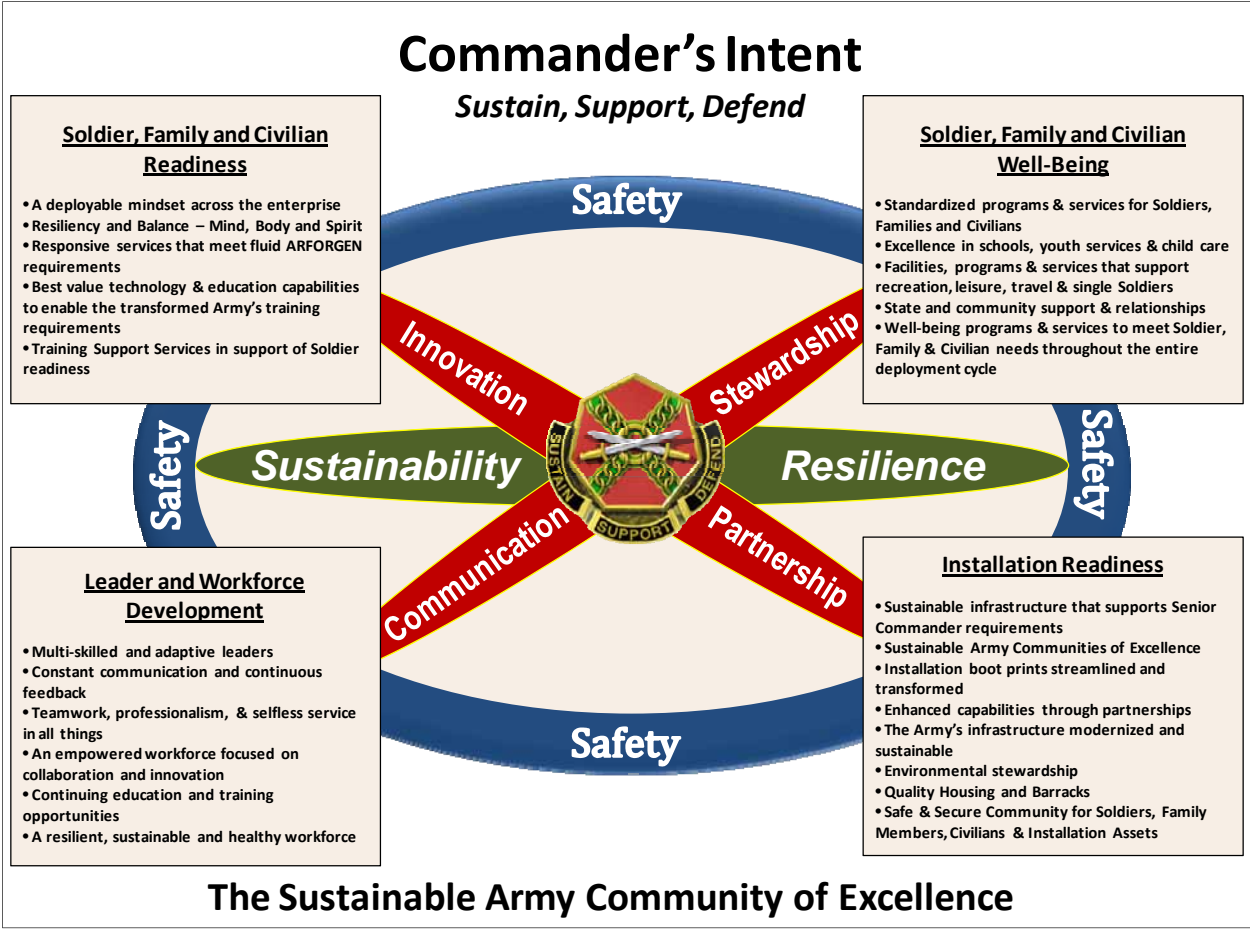 Commander's Intent
Sustain, Support, Defend
Soldier, Family and Civilian
Readiness
•A deployable mindset across the enterprise
•Resiliency and Balance – Mind, Body and Spirit
•Responsive services that meet fluid ARFORGEN
requirements
•Best value technology & education capabilities
to enable the transformed Army's training
requirements
•Training Support Services in support of Soldier
readiness
Soldier, Family and Civilian
Well-Being
•Standardized programs & services for Soldiers,
Families and Civilians
•Excellence in schools, youth services & child care
•Facilities, programs & services that support
recreation, leisure, travel & single Soldiers
•State and community support & relationships
•Well-being programs & services to meet Soldier,
Family & Civilian needs throughout the entire
deployment cycle
Safety
Innovation
Stewardship
Safety
Sustainability
SUSTAIN
SUPPORT
DEFEND
Resilience
Safety
Communication
Partnership
Safety
Leader and Workforce
Development
•Multi-skilled and adaptive leaders
•Constant communication and continuous
feedback
•Teamwork, professionalism, & selfless service
in all things
•An empowered workforce focused on
collaboration and innovation
•Continuing education and training
opportunities
•A resilient, sustainable and healthy workforce
Installation Readiness
•Sustainable infrastructure that supports Senior
Commander requirements
•Sustainable Army Communities of Excellence
•Installation boot prints streamlined and
transformed
•Enhanced capabilities through partnerships
•The Army's infrastructure modernized and
sustainable
•Environmental stewardship
•Quality Housing and Barracks
•Safe & Secure Community for Soldiers, Family
Members, Civilians & Installation Assets
The Sustainable Army Community of Excellence